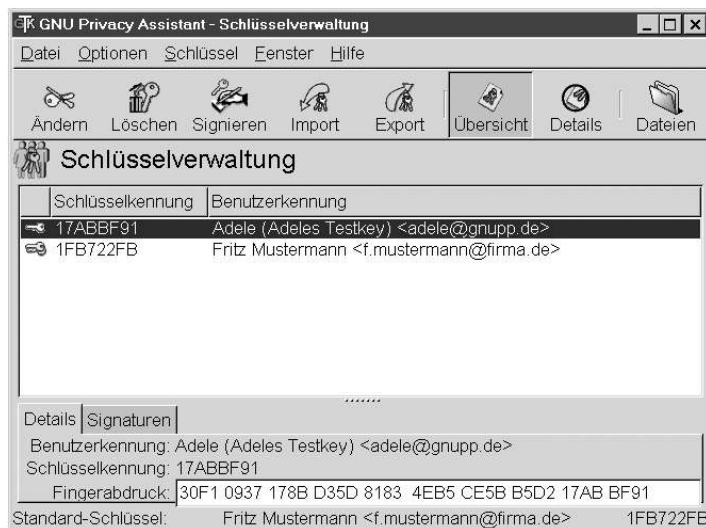 GNU Privacy Assistant - Schlüsselverwaltung
Datei Optionen Schlüssel Fenster Hilfe
Ändern Löschen Signieren Import Export Übersicht Details Dateien
Schlüsselverwaltung
Schlüsselkennung Benutzerkennung
17ABBF91 Adele (Adeles Testkey) <adele@gnupp.de>
1FB722FB Fritz Mustermann <f.mustermann@firma.de>
Details Signaturen
Benutzerkennung: Adele (Adeles Testkey) <adele@gnupp.de>
Schlüsselkennung: 17ABBF91
Fingerabdruck: 30F1 0937 178B D35D 8183 4EB5 CE5B B5D2 17AB BF91
Standard-Schlüssel: Fritz Mustermann <f.mustermann@firma.de> 1FB722FB